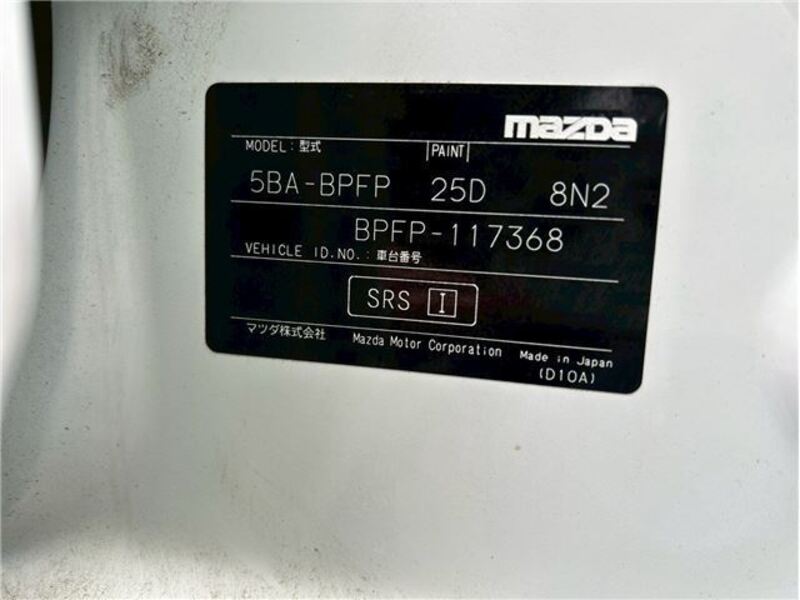 mazda
MODEL : 型式 PAINT
5BA-BPFP 25D 8N2
BPFP-117368
VEHICLE ID.NO. : 車台番号
SRS I
マツダ株式会社 Mazda Motor Corporation Made in Japan
(D10A)